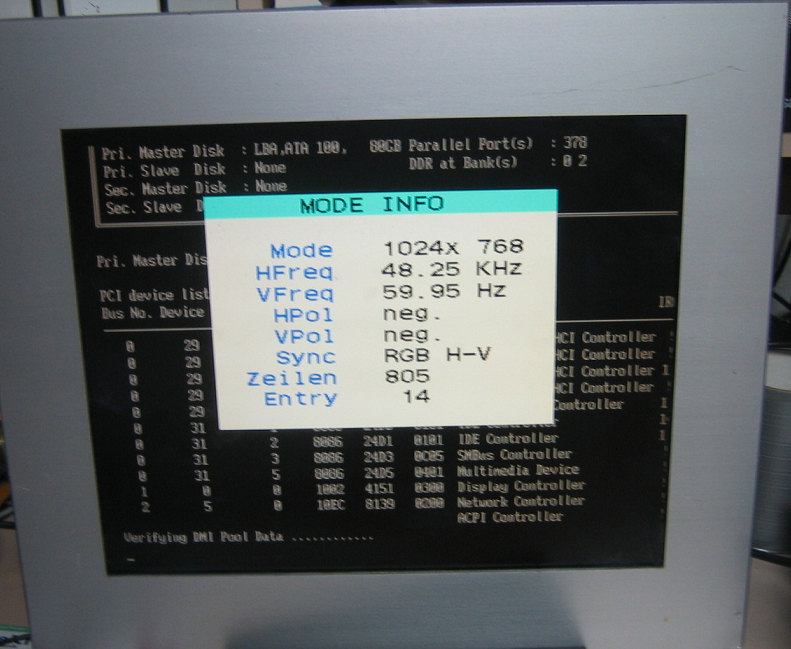 Pri. Master Disk : LBA,ATA 100, 80GB Parallel Port(s) : 378
Pri. Slave Disk : None DDR at Bank(s) : 0 2
Sec. Master Disk : None
Sec. Slave
MODE INFO
Pri. Master
Mode 1024x 768
HFreq 48.25 KHz
VFreq 59.95 Hz
HPol neg.
VPol neg.
Sync RGB H-V
Zeilen 805
Entry 14
PCI device list
Bus No. Device
0 29 HCI Controller
0 29 HCI Controller
0 29 HCI Controller 1
0 29 HCI Controller
0 29 Controller 1
0 31
0 31 2 8086 24D1 0101 IDE Controller 1
0 31 3 8086 24D3 0C05 SMBus Controller
0 31 5 8086 24D5 0401 Multimedia Device
1 0 0 1002 4151 0300 Display Controller
2 5 0 10EC 8139 0200 Network Controller
ACPI Controller
Verifying DMI Pool Data ............